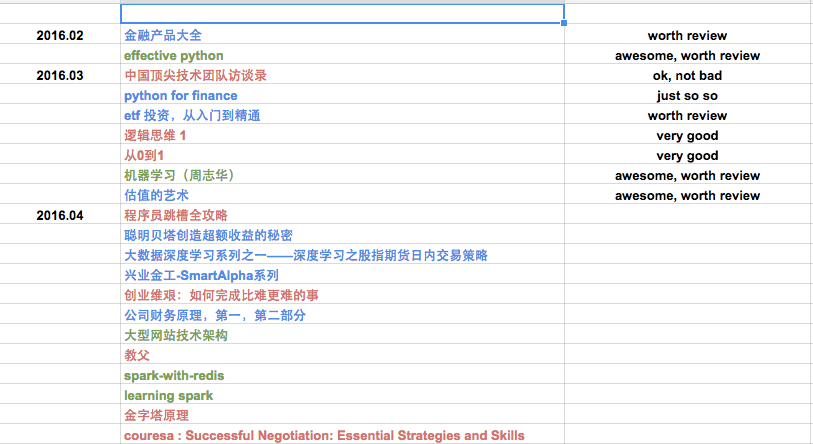 2016.02 金融产品大全 worth review
effective python awesome, worth review
2016.03 中国顶尖技术团队访谈录 ok, not bad
python for finance just so so
etf 投资，从入门到精通 worth review
逻辑思维 1 very good
从0到1 very good
机器学习（周志华） awesome, worth review
估值的艺术 awesome, worth review
2016.04 程序员跳槽全攻略
聪明贝塔创造超额收益的秘密
大数据深度学习系列之一——深度学习之股指期货日内交易策略
兴业金工-SmartAlpha系列
创业维艰：如何完成比难更难的事
公司财务原理，第一，第二部分
大型网站技术架构
教父
spark-with-redis
learning spark
金字塔原理
couresa : Successful Negotiation: Essential Strategies and Skills